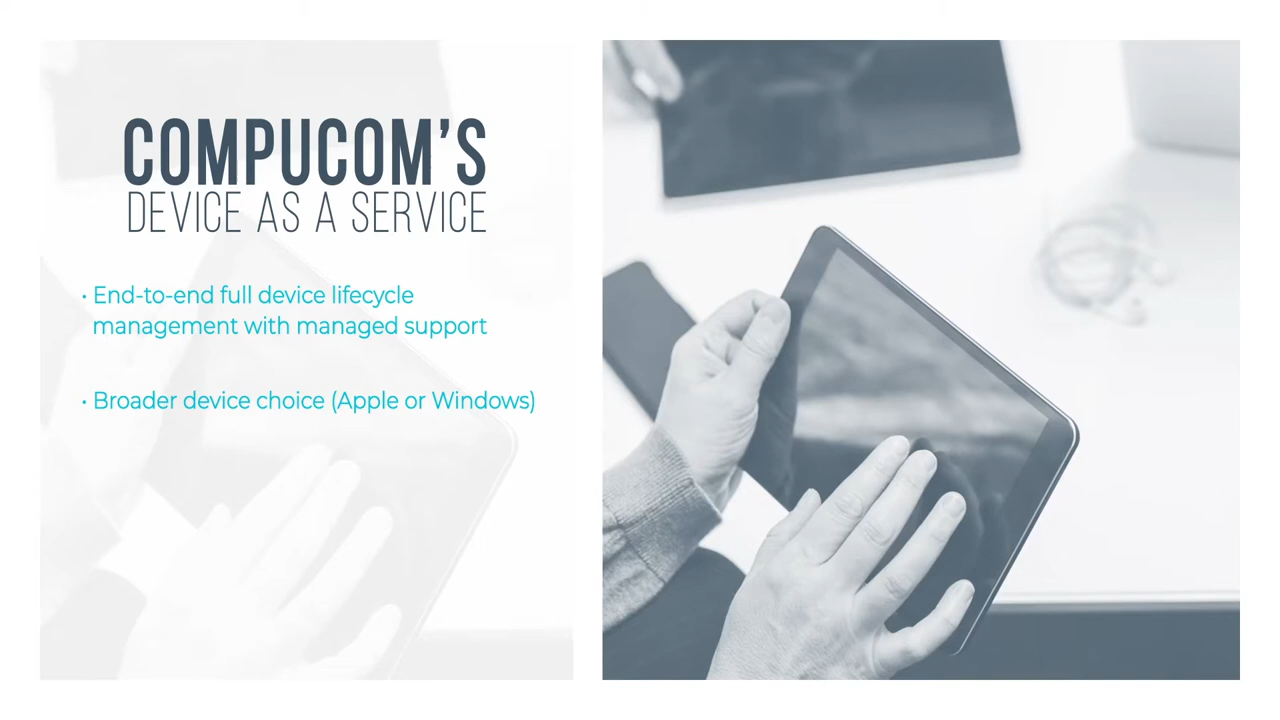 COMPUCOM'S
DEVICE AS A SERVICE
• End-to-end full device lifecycle
management with managed support
• Broader device choice (Apple or Windows)